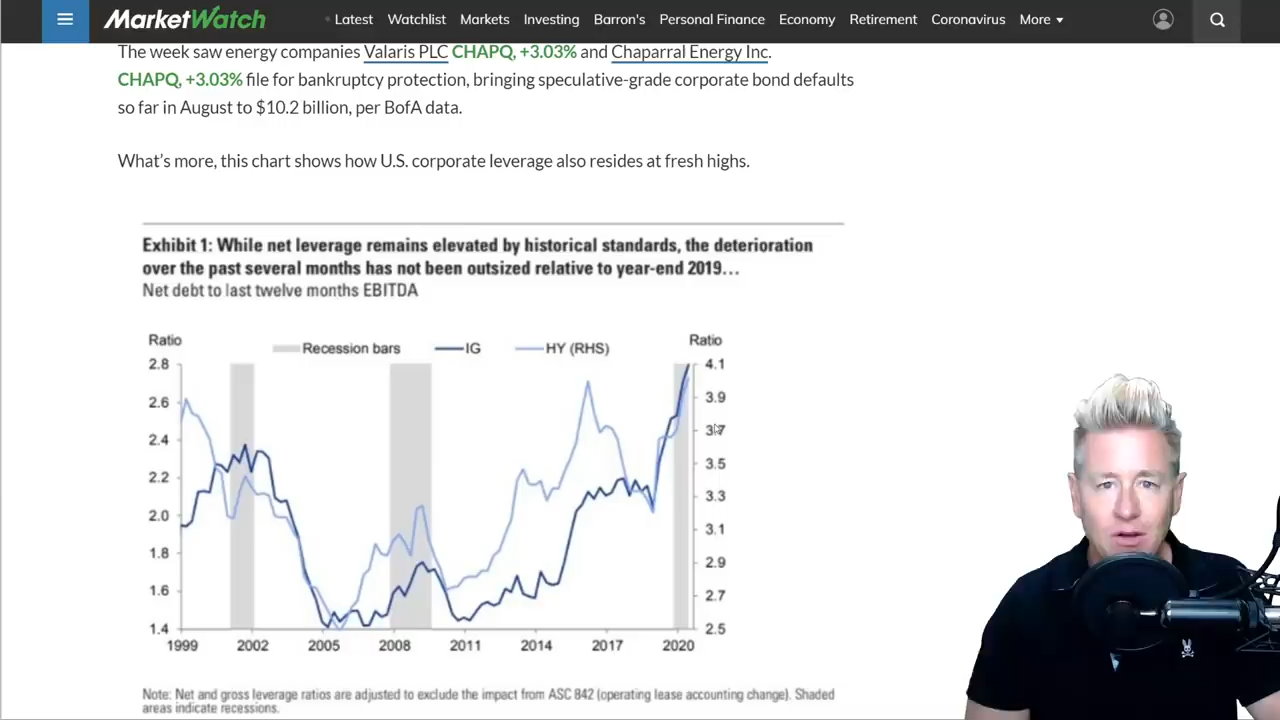 MarketWatch
Latest Watchlist Markets Investing Barron's Personal Finance Economy Retirement Coronavirus More
The week saw energy companies Valaris PLC CHAPQ, +3.03% and Chaparral Energy Inc.
CHAPQ, +3.03% file for bankruptcy protection, bringing speculative-grade corporate bond defaults
so far in August to $10.2 billion, per BofA data.
What's more, this chart shows how U.S. corporate leverage also resides at fresh highs.
Exhibit 1: While net leverage remains elevated by historical standards, the deterioration
over the past several months has not been outsized relative to year-end 2019...
Net debt to last twelve months EBITDA
Ratio Ratio
Recession bars IG HY (RHS)
2.8 4.1
2.6 3.9
2.4 3.7
2.2 3.5
2.0 3.3
1.8 3.1
1.6 2.9
1.4 2.7
2.5
1999 2002 2005 2008 2011 2014 2017 2020
Note: Net and gross leverage ratios are adjusted to exclude the impact from ASC 842 (operating lease accounting change). Shaded
areas indicate recessions.